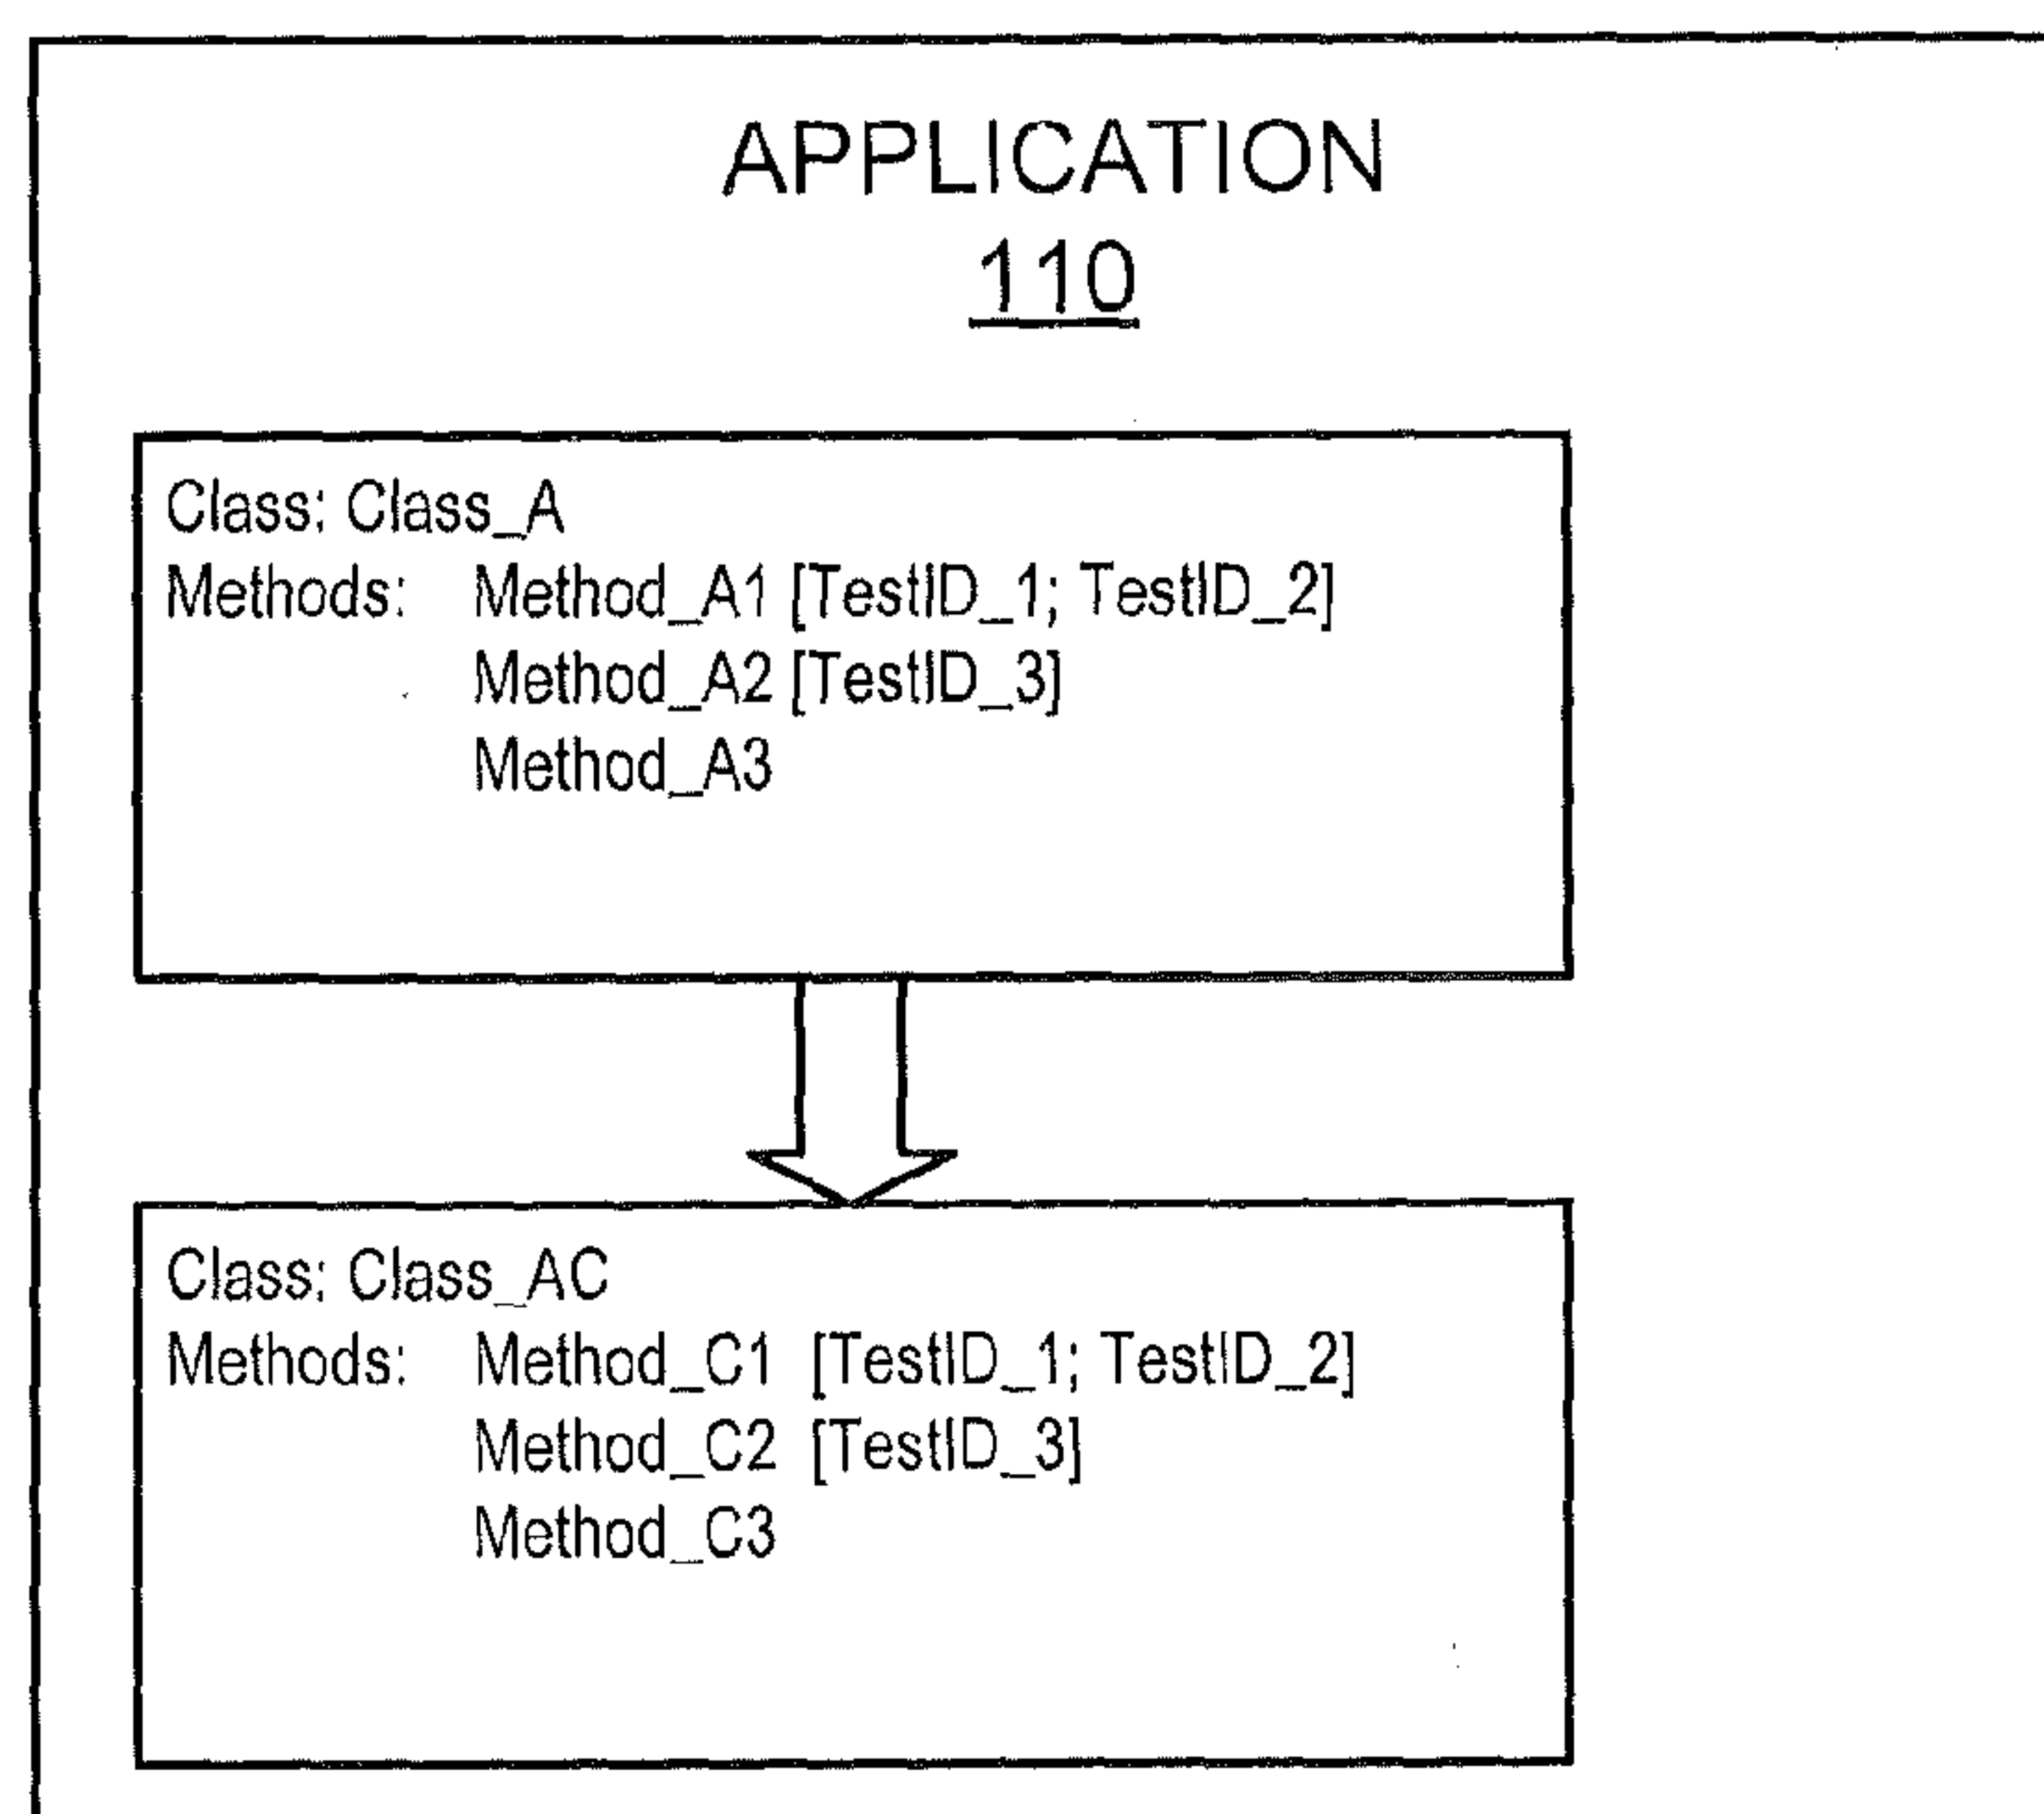 APPLICATION
110
Class: Class_A
Methods: Method_A1 [TestID_1; TestID_2]
Method_A2 [TestID_3]
Method_A3
Class: Class_AC
Methods: Method_C1 [TestID_1; TestID_2]
Method_C2 [TestID_3]
Method_C3